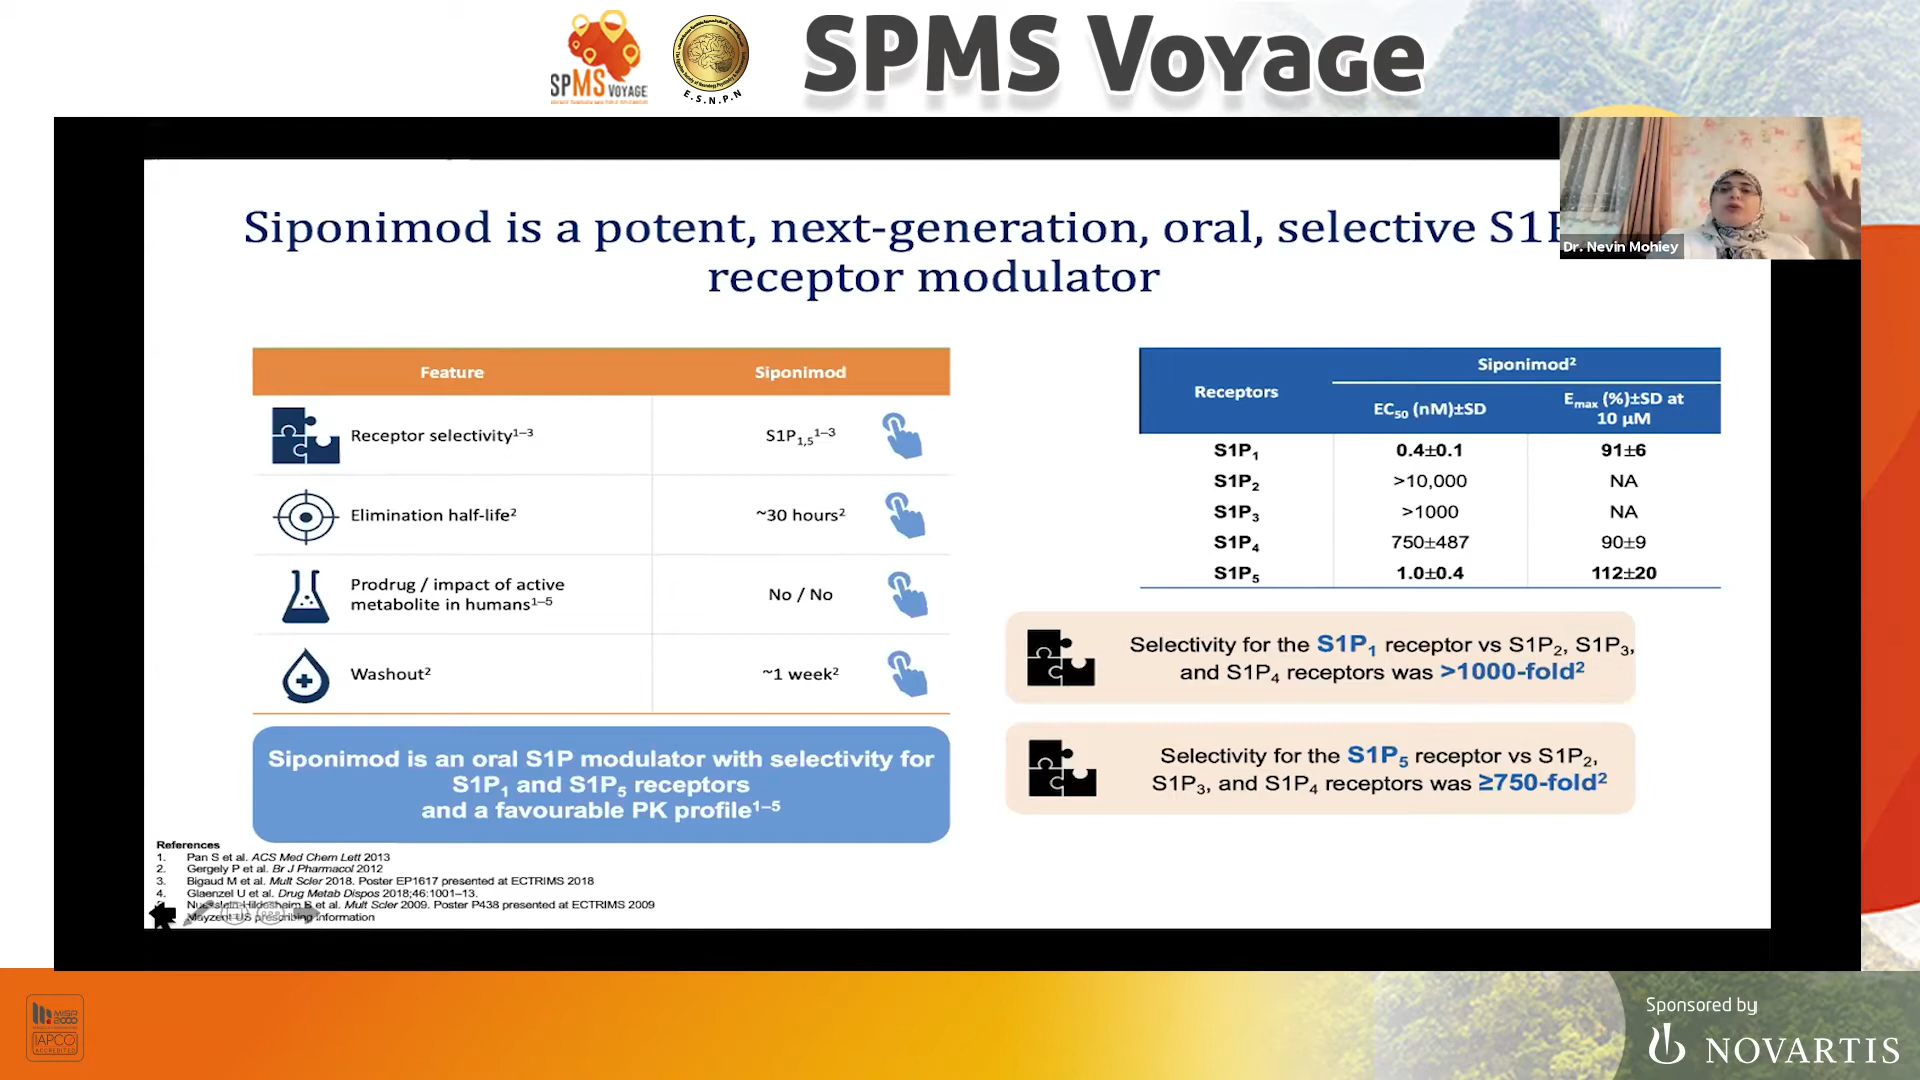 spMS VOYAGE
E.S.N.P.N
SPMS Voyage
Siponimod is a potent, next-generation, oral, selective S1P
receptor modulator
Dr. Nevin Mohiey
Feature
Siponimod
Receptor selectivity¹⁻³
S1P₁,₅¹⁻³
Elimination half-life²
~30 hours²
Prodrug / impact of active
metabolite in humans¹⁻⁵
No / No
Washout²
~1 week²
Siponimod is an oral S1P modulator with selectivity for
S1P₁ and S1P₅ receptors
and a favourable PK profile¹⁻⁵
Receptors
Siponimod²
EC₅₀ (nM)±SD
Eₘₐₓ (%)±SD at
10 µM
S1P₁ 0.4±0.1 91±6
S1P₂ >10,000 NA
S1P₃ >1000 NA
S1P₄ 750±487 90±9
S1P₅ 1.0±0.4 112±20
Selectivity for the S1P₁ receptor vs S1P₂, S1P₃,
and S1P₄ receptors was >1000-fold²
Selectivity for the S1P₅ receptor vs S1P₂,
S1P₃, and S1P₄ receptors was ≥750-fold²
References
1. Pan S et al. ACS Med Chem Lett 2013
2. Gergely P et al. Br J Pharmacol 2012
3. Bigaud M et al. Mult Scler 2018. Poster EP1617 presented at ECTRIMS 2018
4. Glaenzel U et al. Drug Metab Dispos 2018;46:1001–13.
Nuesslein-Hildesheim B et al. Mult Scler 2009. Poster P438 presented at ECTRIMS 2009
Mayzent US prescribing information
MISR
2000
IAPCO
ACCREDITED
Sponsored by
NOVARTIS